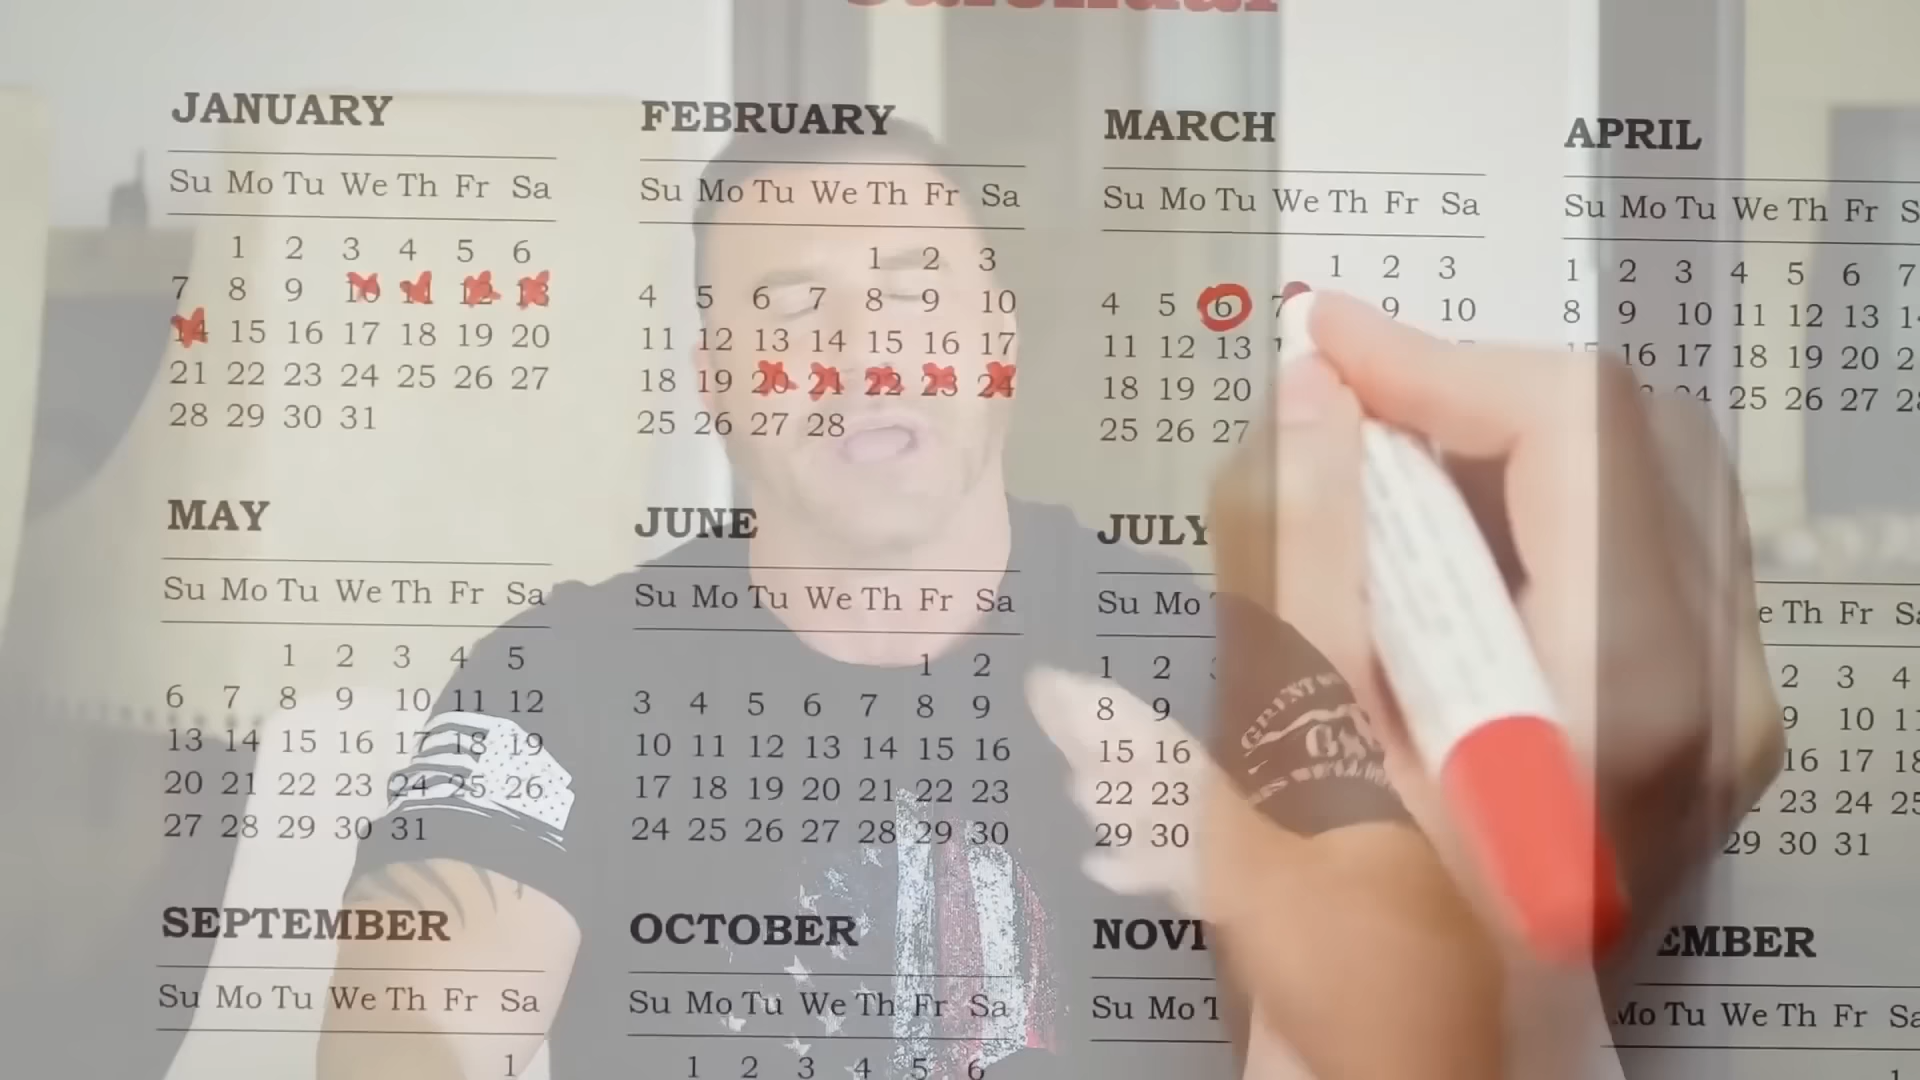 JANUARY
Su Mo Tu We Th Fr Sa
1 2 3 4 5 6
7 8 9 10 11 12 13
14 15 16 17 18 19 20
21 22 23 24 25 26 27
28 29 30 31
FEBRUARY
Su Mo Tu We Th Fr Sa
1 2 3
4 5 6 7 8 9 10
11 12 13 14 15 16 17
18 19 20 21 22 23 24
25 26 27 28
MARCH
Su Mo Tu We Th Fr Sa
1 2 3
4 5 6 7 9 10
11 12 13
18 19 20
25 26 27
APRIL
Su Mo Tu We Th Fr S
1 2 3 4 5 6 7
8 9 10 11 12 13 14
16 17 18 19 20 2
25 26 27 28
MAY
Su Mo Tu We Th Fr Sa
1 2 3 4 5
6 7 8 9 10 11 12
13 14 15 16 17 18 19
20 21 22 23 24 25 26
27 28 29 30 31
JUNE
Su Mo Tu We Th Fr Sa
1 2
3 4 5 6 7 8 9
10 11 12 13 14 15 16
17 18 19 20 21 22 23
24 25 26 27 28 29 30
JULY
Su Mo
1 2
8 9
15 16
22 23
29 30
e Th Fr Sa
2 3 4
9 10 11
16 17 18
23 24 25
29 30 31
SEPTEMBER
Su Mo Tu We Th Fr Sa
1
OCTOBER
Su Mo Tu We Th Fr Sa
1 2 3 4 5 6
NOV
Su Mo T
EMBER
Mo Tu We Th Fr Sa
1